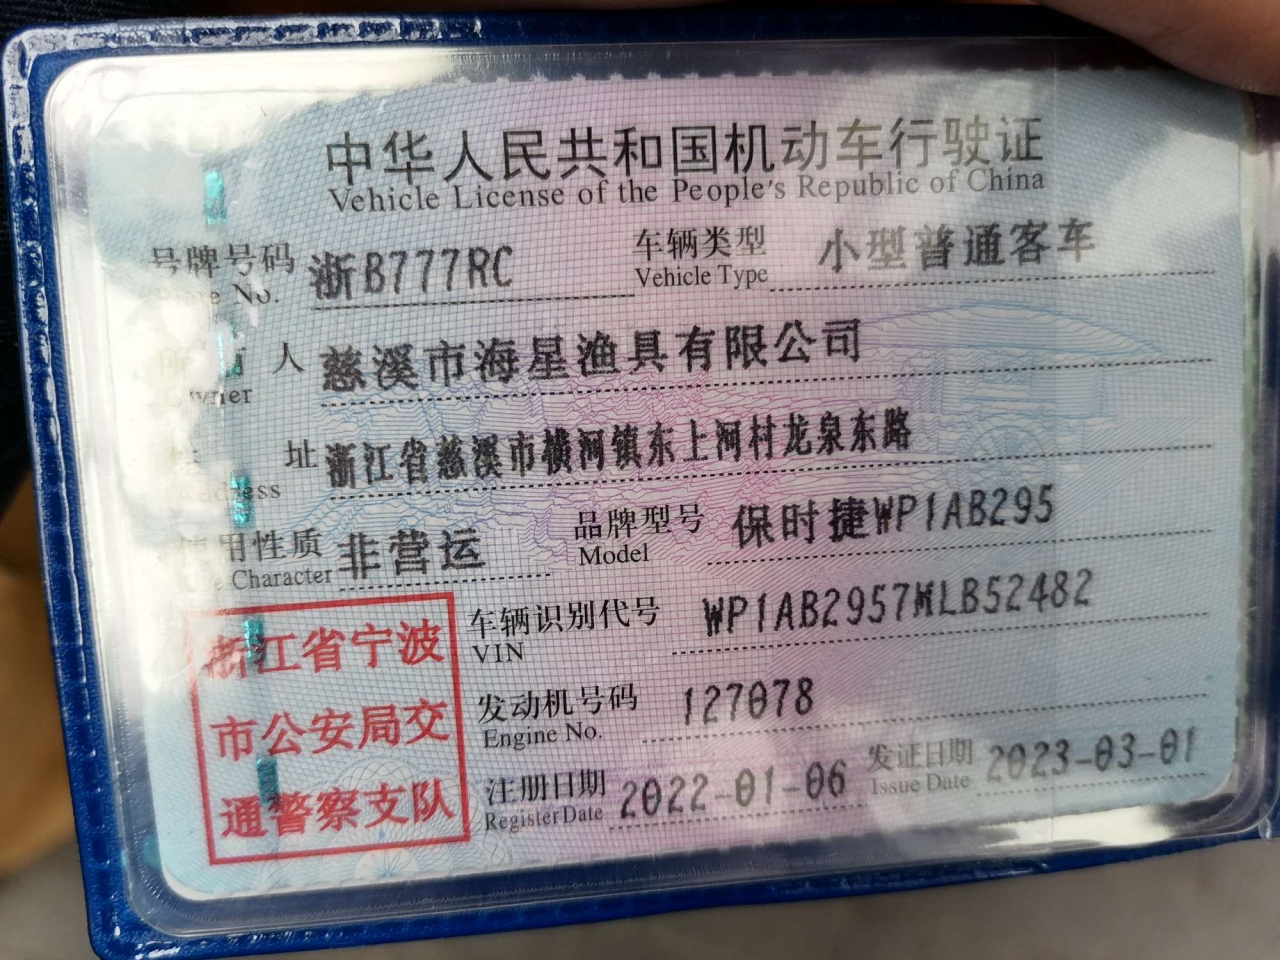 中华人民共和国机动车行驶证
Vehicle License of the People's Republic of China
号牌号码 浙B777RC 车辆类型 小型普通客车
No. Vehicle Type
人 慈溪市海星渔具有限公司
Owner
址 浙江省慈溪市横河镇东上河村龙泉东路
Address
使用性质 非营运 品牌型号 保时捷WP1AB295
Character Model
车辆识别代号 WP1AB2957MLB52482
VIN
发动机号码 127078
Engine No.
注册日期 2022-01-06 发证日期 2023-03-01
Register Date Issue Date
浙江省宁波
市公安局交
通警察支队